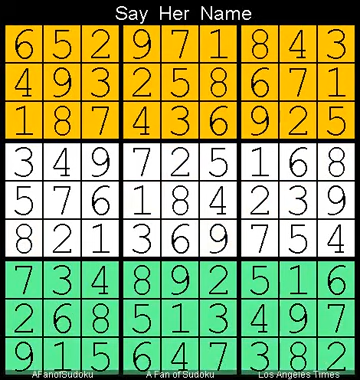 Say Her Name
6 5 2 9 7 1 8 4 3
4 9 3 2 5 8 6 7 1
1 8 7 4 3 6 9 2 5
3 4 9 7 2 5 1 6 8
5 7 6 1 8 4 2 3 9
8 2 1 3 6 9 7 5 4
7 3 4 8 9 2 5 1 6
2 6 8 5 1 3 4 9 7
9 1 5 6 4 7 3 8 2
AFanofSudoku A Fan of Sudoku Los Angeles Times